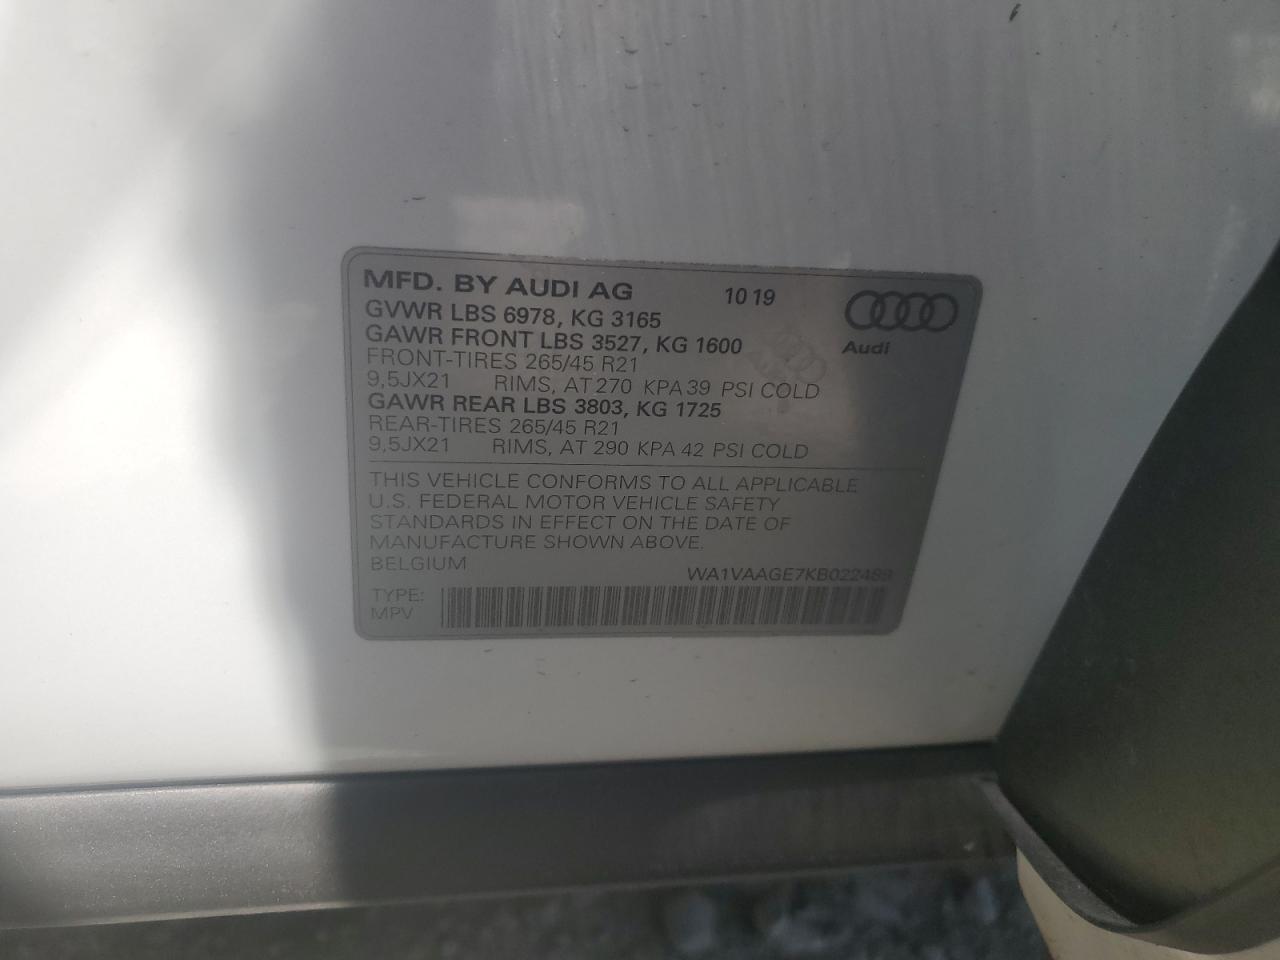 MFD. BY AUDI AG 10 19
GVWR LBS 6978, KG 3165
GAWR FRONT LBS 3527, KG 1600
Audi
FRONT-TIRES 265/45 R21
9,5JX21 RIMS, AT 270 KPA 39 PSI COLD
GAWR REAR LBS 3803, KG 1725
REAR-TIRES 265/45 R21
9,5JX21 RIMS, AT 290 KPA 42 PSI COLD
THIS VEHICLE CONFORMS TO ALL APPLICABLE
U.S. FEDERAL MOTOR VEHICLE SAFETY
STANDARDS IN EFFECT ON THE DATE OF
MANUFACTURE SHOWN ABOVE.
BELGIUM
TYPE:
MPV